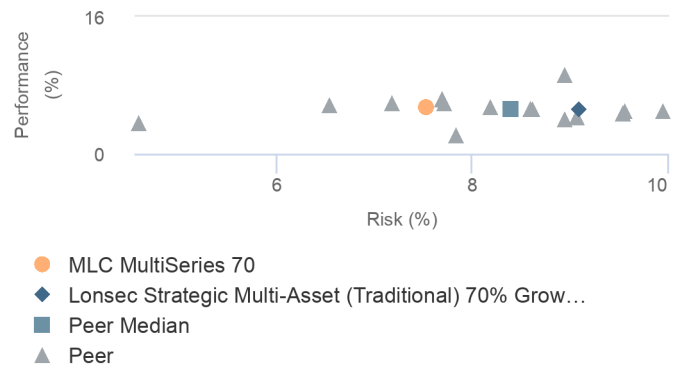 16
Performance
(%)
0
6
8
10
Risk (%)
MLC MultiSeries 70
Lonsec Strategic Multi-Asset (Traditional) 70% Grow…
Peer Median
Peer